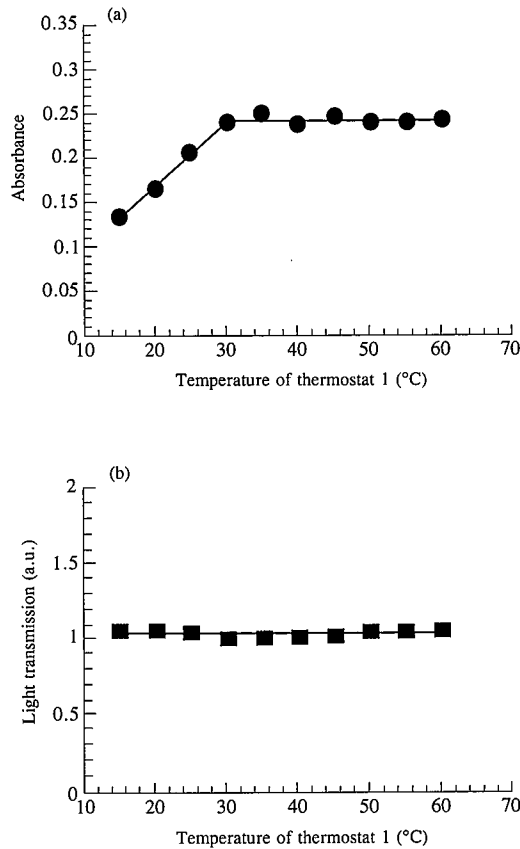 (a)
0.35
0.3
0.25
0.2
0.15
0.1
0.05
0
Absorbance
10 20 30 40 50 60 70
Temperature of thermostat 1 (°C)
(b)
2
1.5
1
0.5
0
Light transmission (a.u.)
10 20 30 40 50 60 70
Temperature of thermostat 1 (°C)